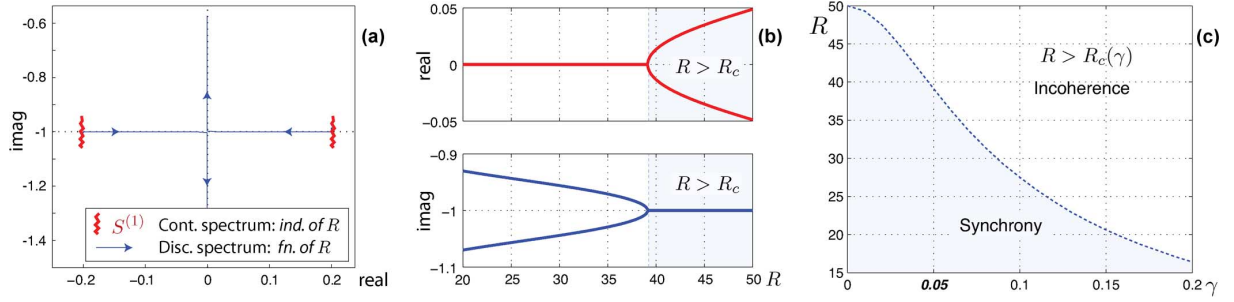 (a)
imag
-0.6
-0.8
-1
-1.2
-1.4
-0.2
-0.1
0
0.1
0.2
real
S^(1) Cont. spectrum: ind. of R
Disc. spectrum: fn. of R
(b)
real
0.05
0
−0.05
R > R_c
imag
−0.9
−1
−1.1
R > R_c
20
25
30
35
40
45
50
R
(c)
R
50
45
40
35
30
25
20
15
R > R_c(γ)
Incoherence
Synchrony
0
0.05
0.1
0.15
0.2
γ